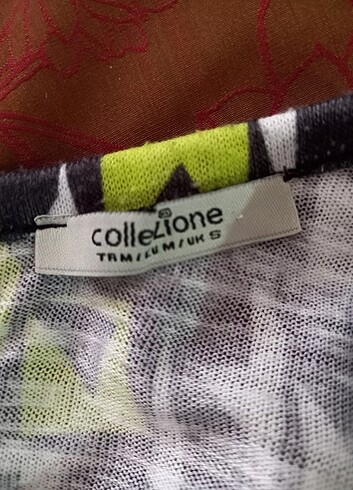 collezione
TR M / EU M / UK S